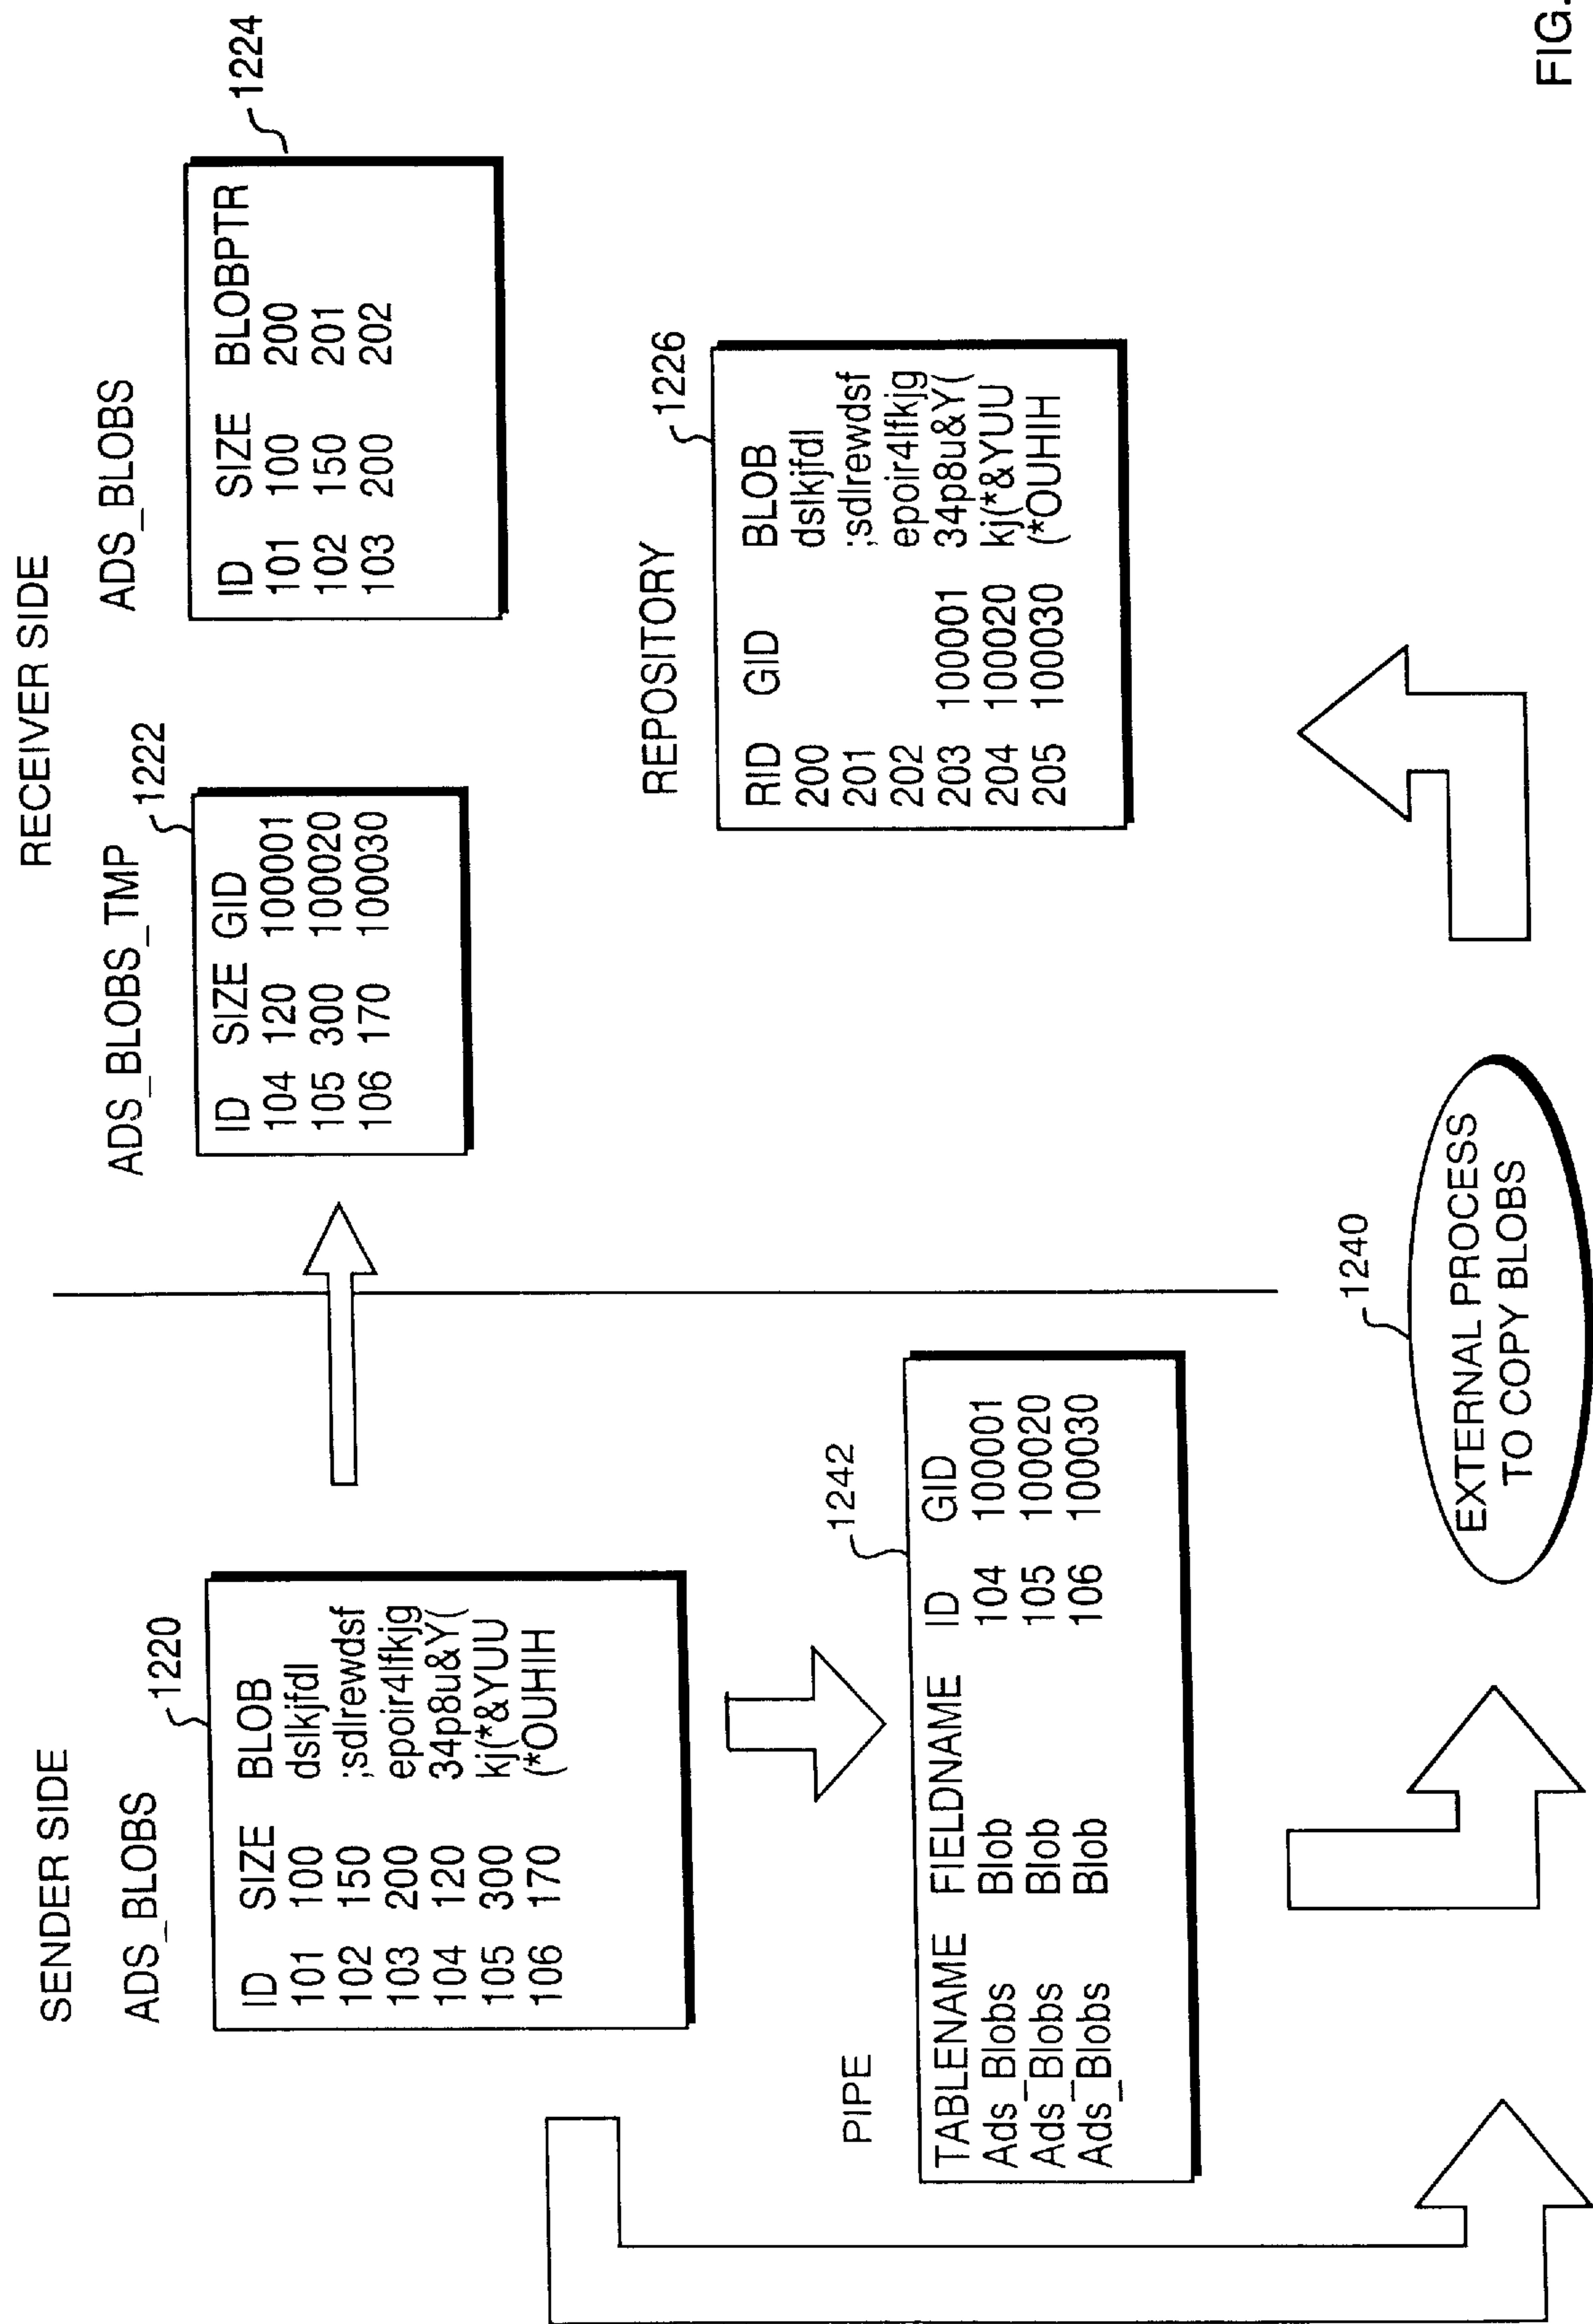 SENDER SIDE
RECEIVER SIDE
ADS_BLOBS
1220
ID SIZE BLOB
101 100 dslkjfdl
102 150 ;sdlrewdsf
103 200 epoir4lfkjg
104 120 34p8u&Y(
105 300 kj(*&YUU
106 170 (*OUHIH
ADS_BLOBS_TMP
1222
ID SIZE GID
104 120 100001
105 300 100020
106 170 100030
ADS_BLOBS
1224
ID SIZE BLOBPTR
101 100 200
102 150 201
103 200 202
PIPE
1242
TABLENAME FIELDNAME ID GID
Ads_Blobs Blob 104 100001
Ads_Blobs Blob 105 100020
Ads_Blobs Blob 106 100030
REPOSITORY
1226
RID GID BLOB
200 dslkjfdl
201 ;sdlrewdsf
202 epoir4lfkjg
203 100001 34p8u&Y(
204 100020 kj(*&YUU
205 100030 (*OUHIH
1240
EXTERNAL PROCESS
TO COPY BLOBS
FIG.